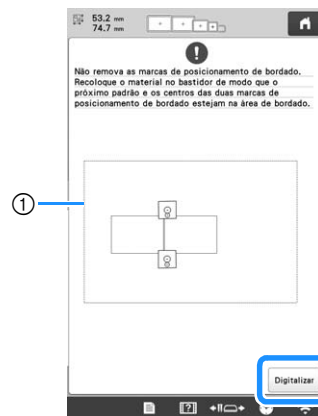 53.2 mm
74.7 mm
Não remova as marcas de posicionamento de bordado.
Recoloque o material no bastidor de modo que o
próximo padrão e os centros das duas marcas de
posicionamento de bordado estejam na área de bordado.
①
Digitalizar